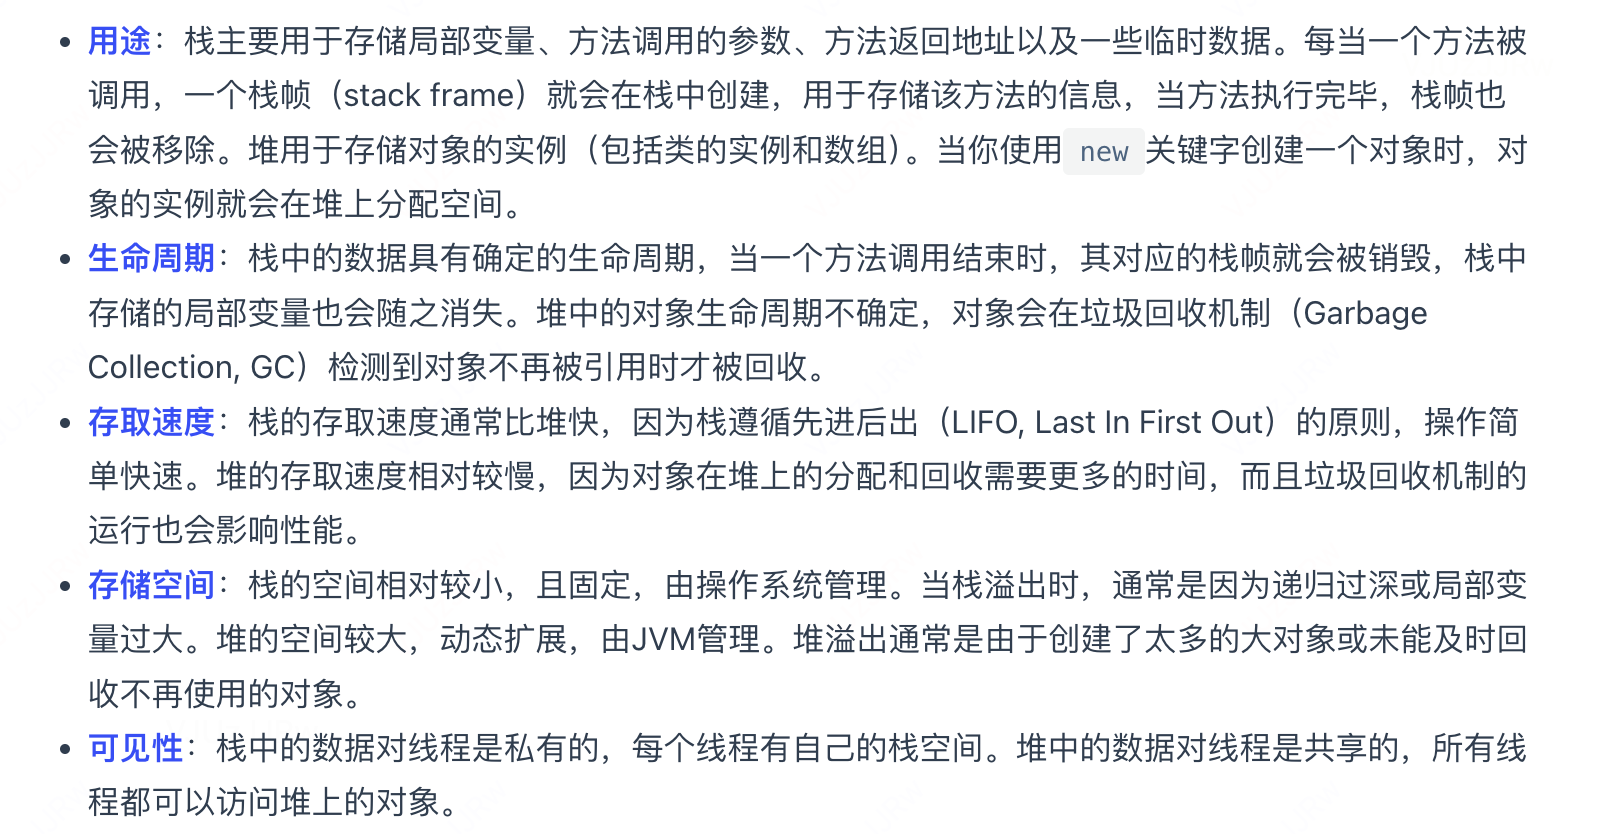 用途：栈主要用于存储局部变量、方法调用的参数、方法返回地址以及一些临时数据。每当一个方法被
调用，一个栈帧（stack frame）就会在栈中创建，用于存储该方法的信息，当方法执行完毕，栈帧也
会被移除。堆用于存储对象的实例（包括类的实例和数组）。当你使用 new 关键字创建一个对象时，对
象的实例就会在堆上分配空间。
生命周期：栈中的数据具有确定的生命周期，当一个方法调用结束时，其对应的栈帧就会被销毁，栈中
存储的局部变量也会随之消失。堆中的对象生命周期不确定，对象会在垃圾回收机制（Garbage
Collection, GC）检测到对象不再被引用时才被回收。
存取速度：栈的存取速度通常比堆快，因为栈遵循先进后出（LIFO, Last In First Out）的原则，操作简
单快速。堆的存取速度相对较慢，因为对象在堆上的分配和回收需要更多的时间，而且垃圾回收机制的
运行也会影响性能。
存储空间：栈的空间相对较小，且固定，由操作系统管理。当栈溢出时，通常是因为递归过深或局部变
量过大。堆的空间较大，动态扩展，由JVM管理。堆溢出通常是由于创建了太多的大对象或未能及时回
收不再使用的对象。
可见性：栈中的数据对线程是私有的，每个线程有自己的栈空间。堆中的数据对线程是共享的，所有线
程都可以访问堆上的对象。